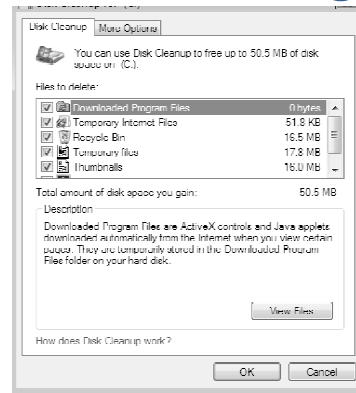 Disk Cleanup More Options
You can use Disk Cleanup to free up to 50.5 MB of disk
space on (C:).
Files to delete:
Downloaded Program Files 0 bytes
Temporary Internet Files 51.8 KB
Recycle Bin 16.5 MB
Temporary files 17.8 MB
Thumbnails 16.0 MB
Total amount of disk space you gain: 50.5 MB
Description
Downloaded Program Files are ActiveX controls and Java applets
downloaded automatically from the Internet when you view certain
pages. They are temporarily stored in the Downloaded Program
Files folder on your hard disk.
View Files
How does Disk Cleanup work?
OK Cancel